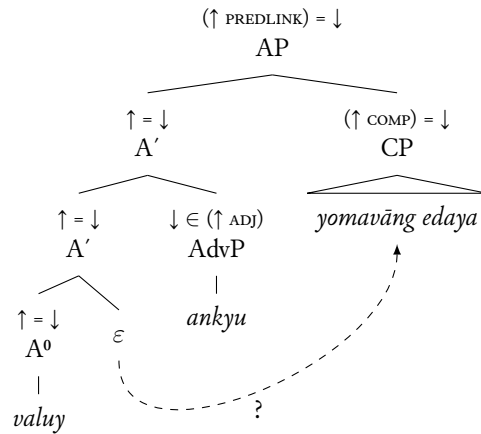 (↑ PREDLINK) = ↓
AP
↑ = ↓ (↑ COMP) = ↓
A′ CP
↑ = ↓ ↓ ∈ (↑ ADJ) yomavāng edaya
A′ AdvP
↑ = ↓ ε ankyu
A⁰
valuy ?